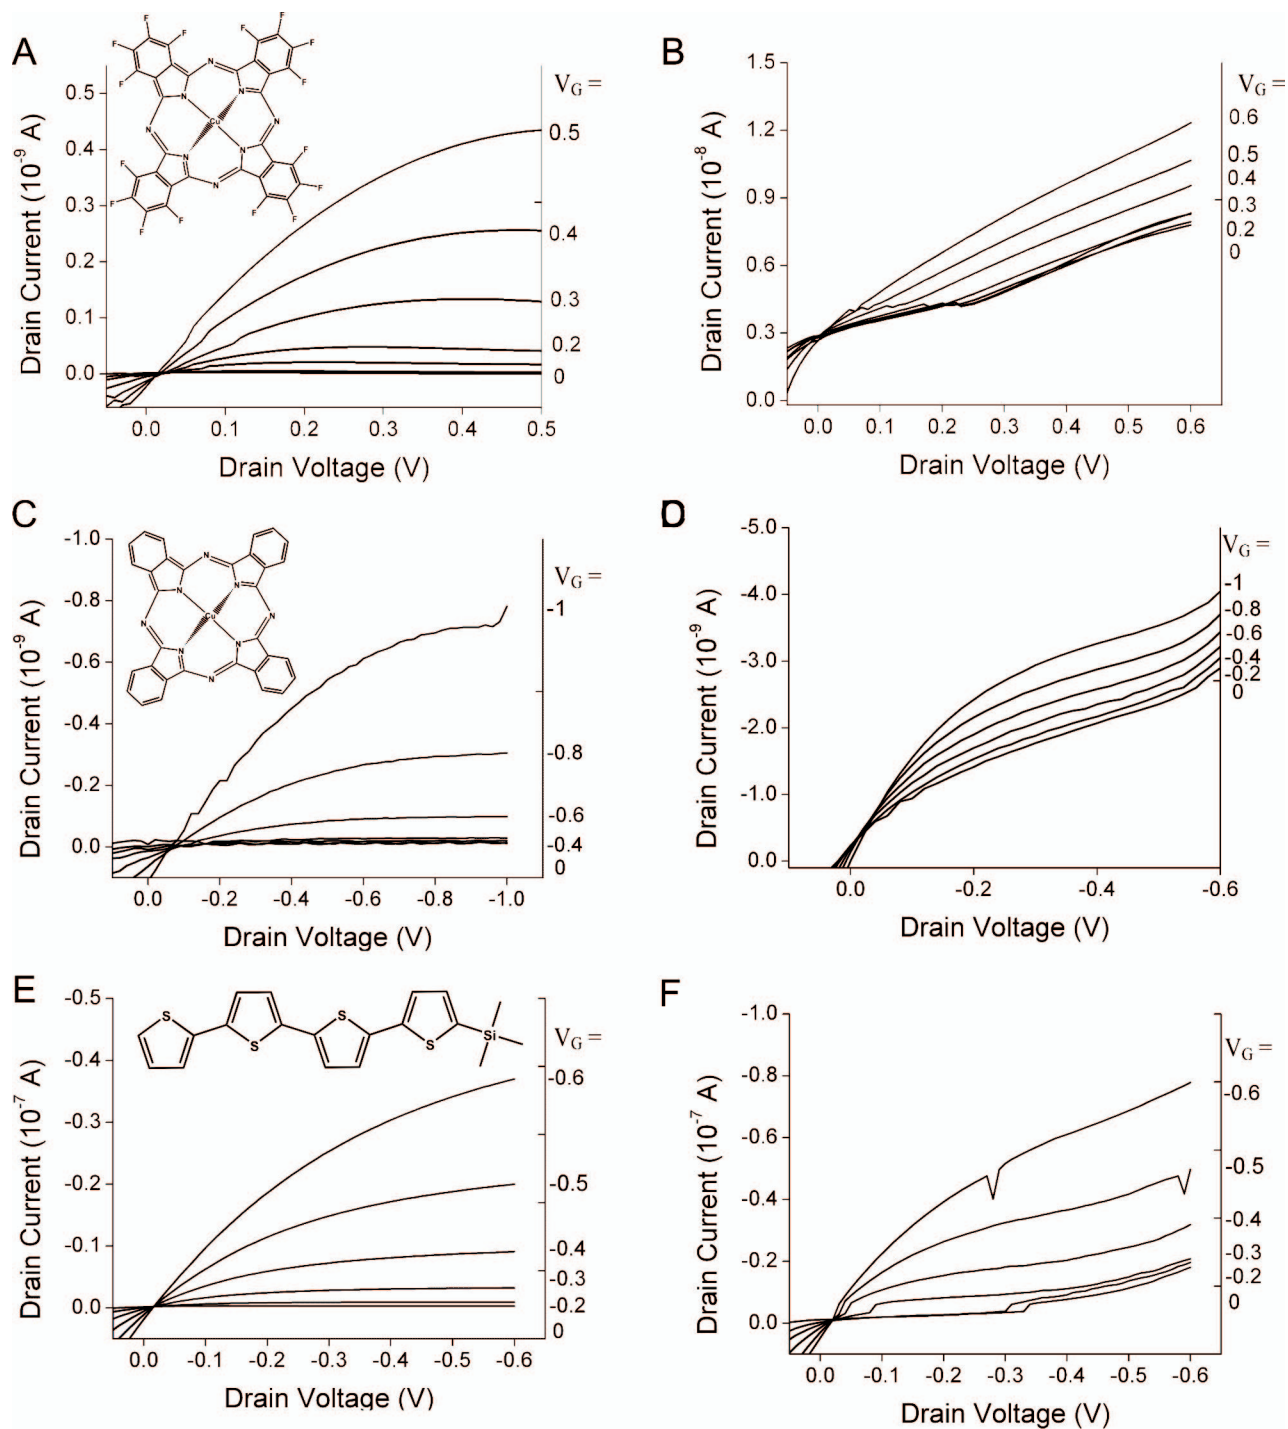 A
B
V_G =
V_G =
0.5
0.4
0.3
0.2
0.1
0.0
0.5
0.4
0.3
0.2
0
1.5
1.2
0.9
0.6
0.3
0.0
0.6
0.5
0.4
0.3
0.2
0
F F F F F F F F F F F F F F F F
N N N N N N N N
Cu
Drain Current (10⁻⁹ A)
Drain Current (10⁻⁸ A)
0.0 0.1 0.2 0.3 0.4 0.5
0.0 0.1 0.2 0.3 0.4 0.5 0.6
Drain Voltage (V)
Drain Voltage (V)
C
D
V_G =
V_G =
-1.0
-0.8
-0.6
-0.4
-0.2
0.0
-1
-0.8
-0.6
-0.4
0
-5.0
-4.0
-3.0
-2.0
-1.0
0.0
-1
-0.8
-0.6
-0.4
-0.2
0
N N N N N N N N
Cu
Drain Current (10⁻⁹ A)
Drain Current (10⁻⁹ A)
0.0 -0.2 -0.4 -0.6 -0.8 -1.0
0.0 -0.2 -0.4 -0.6
Drain Voltage (V)
Drain Voltage (V)
E
F
V_G =
V_G =
-0.5
-0.4
-0.3
-0.2
-0.1
0.0
-0.6
-0.5
-0.4
-0.3
-0.2
0
-1.0
-0.8
-0.6
-0.4
-0.2
0.0
-0.6
-0.5
-0.4
-0.3
-0.2
0
S S S S Si
Drain Current (10⁻⁷ A)
Drain Current (10⁻⁷ A)
0.0 -0.1 -0.2 -0.3 -0.4 -0.5 -0.6
0.0 -0.1 -0.2 -0.3 -0.4 -0.5 -0.6
Drain Voltage (V)
Drain Voltage (V)